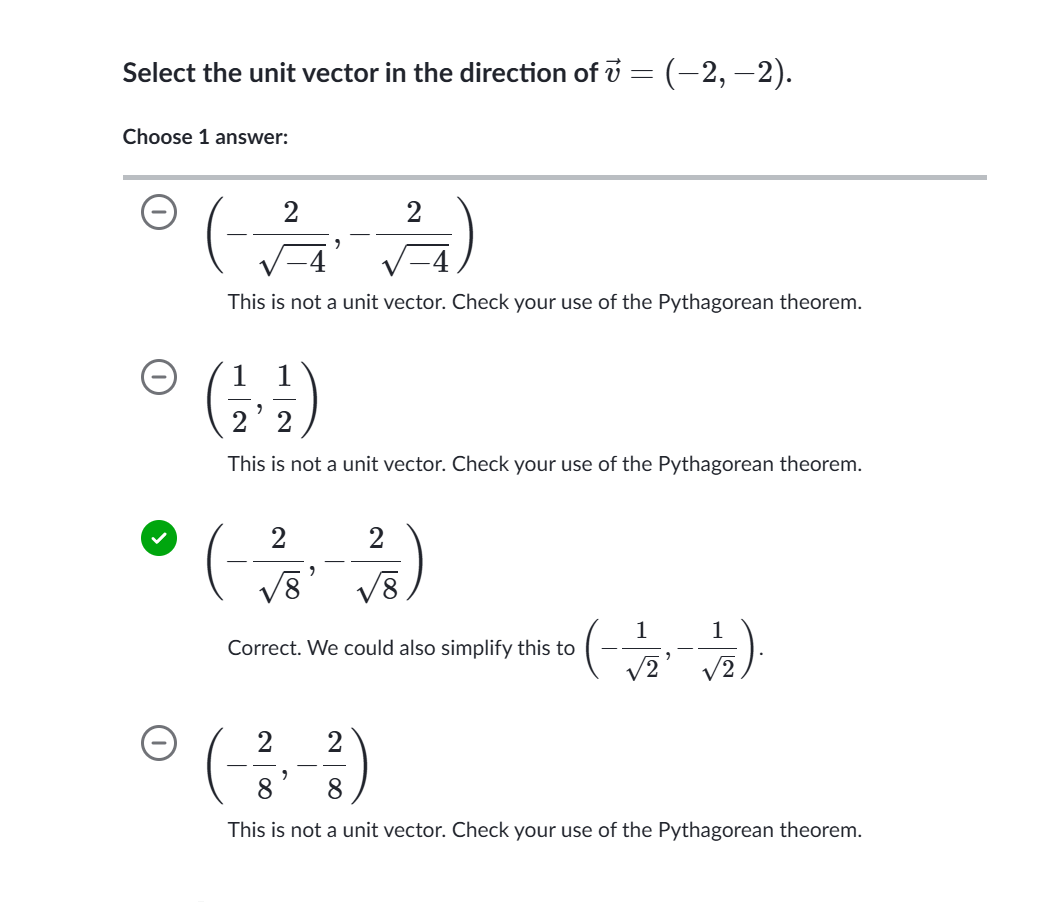 Select the unit vector in the direction of $\vec{v} = (-2, -2)$.
Choose 1 answer:
$\left(-\frac{2}{\sqrt{-4}}, -\frac{2}{\sqrt{-4}}\right)$
This is not a unit vector. Check your use of the Pythagorean theorem.
$\left(\frac{1}{2}, \frac{1}{2}\right)$
This is not a unit vector. Check your use of the Pythagorean theorem.
$\left(-\frac{2}{\sqrt{8}}, -\frac{2}{\sqrt{8}}\right)$
Correct. We could also simplify this to $\left(-\frac{1}{\sqrt{2}}, -\frac{1}{\sqrt{2}}\right)$.
$\left(-\frac{2}{8}, -\frac{2}{8}\right)$
This is not a unit vector. Check your use of the Pythagorean theorem.